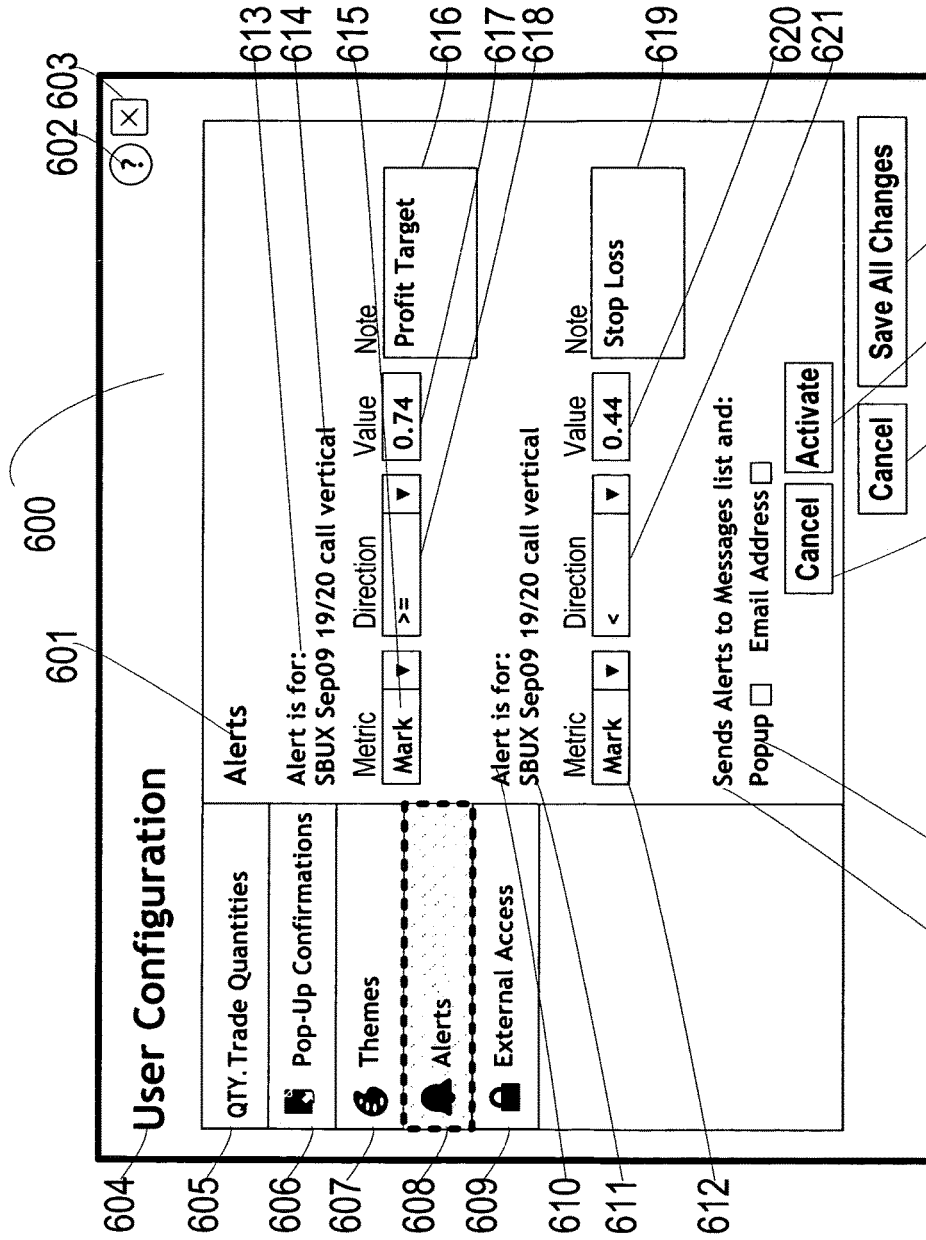 600
601
602 603
? X
604
User Configuration
605
QTY. Trade Quantities
606
Pop-Up Confirmations
607
Themes
608
Alerts
609
External Access
610
611
612
Alerts
Alert is for:
SBUX Sep09 19/20 call vertical
Metric Direction Value Note
Mark ▼ >= ▼ 0.74 Profit Target
Alert is for:
SBUX Sep09 19/20 call vertical
Metric Direction Value Note
Mark ▼ < ▼ 0.44 Stop Loss
Sends Alerts to Messages list and:
Popup Email Address
Cancel Activate
Cancel Save All Changes
613
614
615
616
617
618
619
620
621